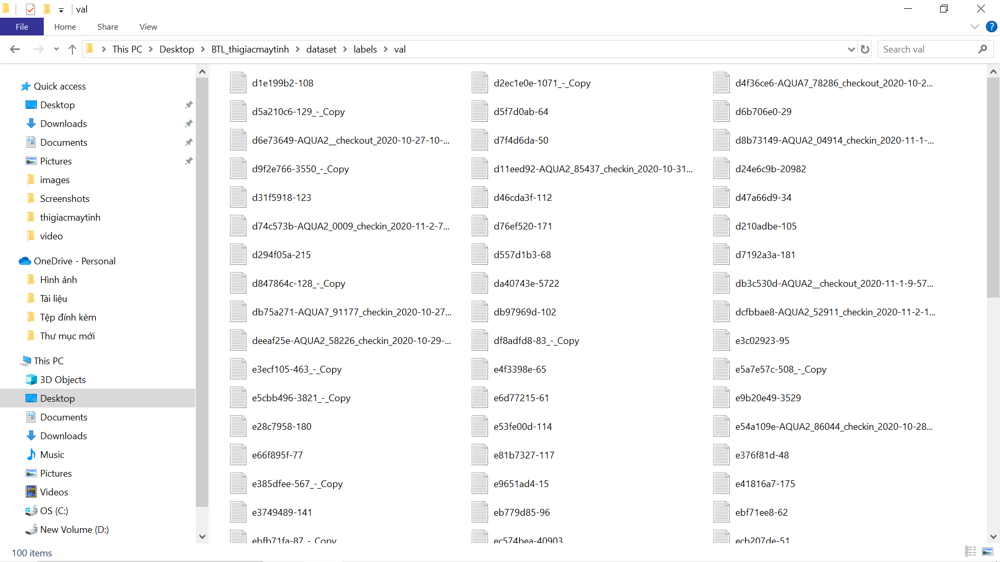 val
File Home Share View
This PC Desktop BTL_thigiacmaytinh dataset labels val
Search val
Quick access
Desktop
Downloads
Documents
Pictures
images
Screenshots
thigiacmaytinh
video
OneDrive - Personal
Hình ảnh
Tài liệu
Tệp đính kèm
Thư mục mới
This PC
3D Objects
Desktop
Documents
Downloads
Music
Pictures
Videos
OS (C:)
New Volume (D:)
d1e199b2-108 d2ec1e0e-1071_-_Copy d4f36ce6-AQUA7_78286_checkout_2020-10-2...
d5a210c6-129_-_Copy d5f7d0ab-64 d6b706e0-29
d6e73649-AQUA2__checkout_2020-10-27-10-... d7f4d6da-50 d8b73149-AQUA2_04914_checkin_2020-11-1-...
d9f2e766-3550_-_Copy d11eed92-AQUA2_85437_checkin_2020-10-31... d24e6c9b-20982
d31f5918-123 d46cda3f-112 d47a66d9-34
d74c573b-AQUA2_0009_checkin_2020-11-2-7... d76ef520-171 d210adbe-105
d294f05a-215 d557d1b3-68 d7192a3a-181
d847864c-128_-_Copy da40743e-5722 db3c530d-AQUA2__checkout_2020-11-1-9-57...
db75a271-AQUA7_91177_checkin_2020-10-27... db97969d-102 dcfbbae8-AQUA2_52911_checkin_2020-11-2-1...
deeaf25e-AQUA2_58226_checkin_2020-10-29-... df8adfd8-83_-_Copy e3c02923-95
e3ecf105-463_-_Copy e4f3398e-65 e5a7e57c-508_-_Copy
e5cbb496-3821_-_Copy e6d77215-61 e9b20e49-3529
e28c7958-180 e53fe00d-114 e54a109e-AQUA2_86044_checkin_2020-10-28...
e66f895f-77 e81b7327-117 e376f81d-48
e385dfee-567_-_Copy e9651ad4-15 e41816a7-175
e3749489-141 eb779d85-96 ebf71ee8-62
ebfb71fa-87_-_Copy ec574bea-40903 ecb207de-51
100 items